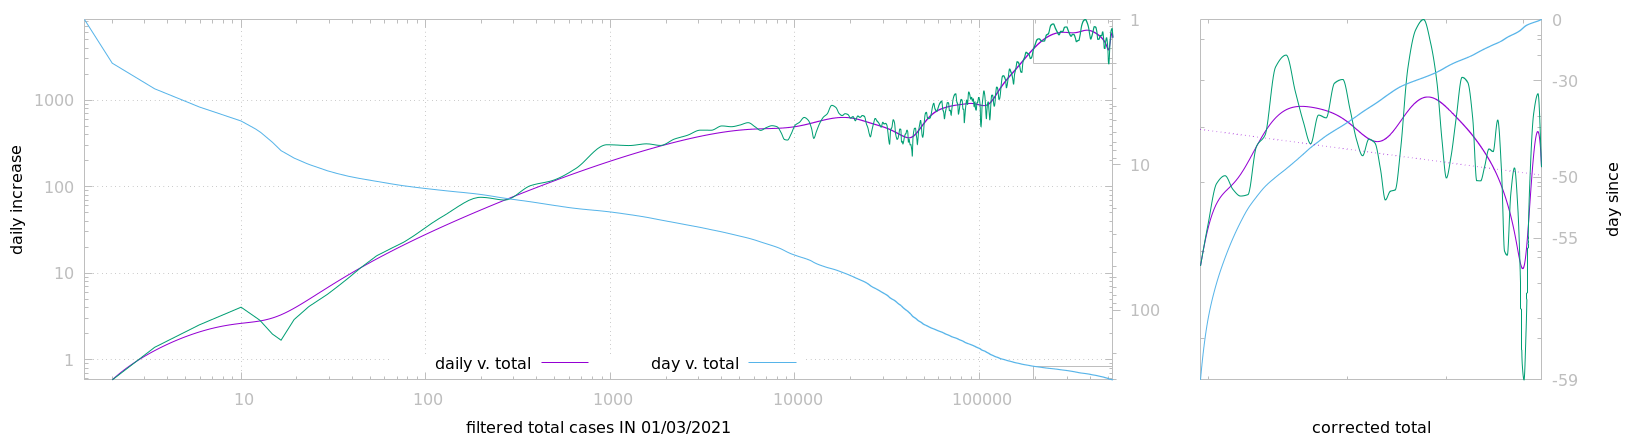 1000
100
10
1
daily increase
10
100
1000
10000
100000
filtered total cases IN 01/03/2021
daily v. total
day v. total
1
10
100
0
-30
-50
-55
-59
day since
corrected total